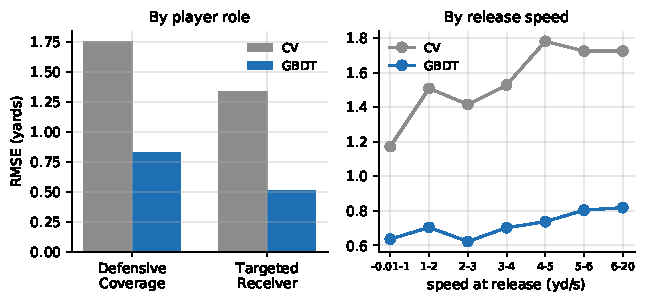 By player role
RMSE (yards)
1.75
1.50
1.25
1.00
0.75
0.50
0.25
0.00
CV
GBDT
Defensive
Coverage
Targeted
Receiver
By release speed
1.8
1.6
1.4
1.2
1.0
0.8
0.6
CV
GBDT
-0.01-1 1-2 2-3 3-4 4-5 5-6 6-20
speed at release (yd/s)